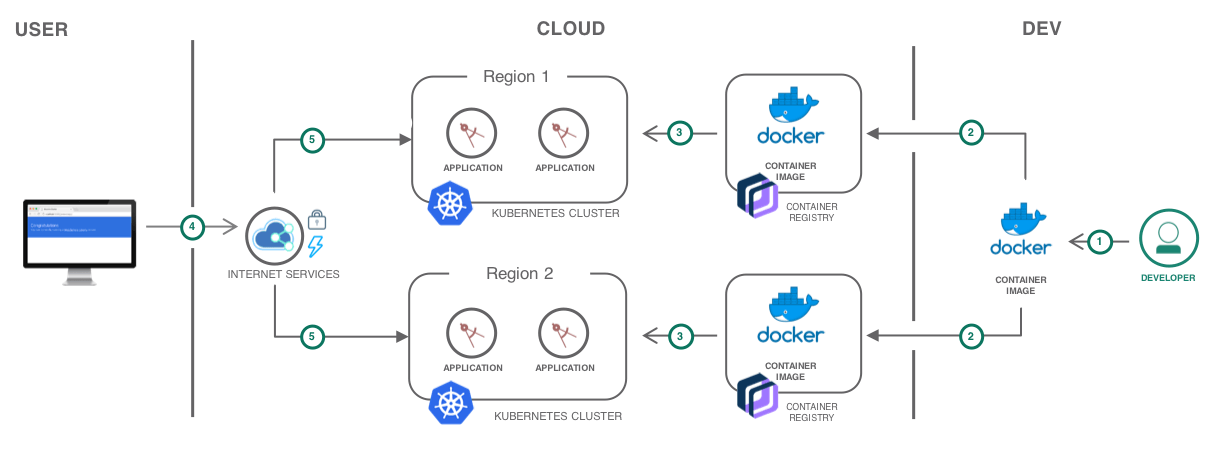 USER
CLOUD
DEV
Region 1
APPLICATION
APPLICATION
KUBERNETES CLUSTER
docker
CONTAINER
IMAGE
CONTAINER
REGISTRY
5
3
2
4
INTERNET SERVICES
docker
CONTAINER
IMAGE
1
DEVELOPER
Region 2
APPLICATION
APPLICATION
KUBERNETES CLUSTER
docker
CONTAINER
IMAGE
CONTAINER
REGISTRY
5
3
2